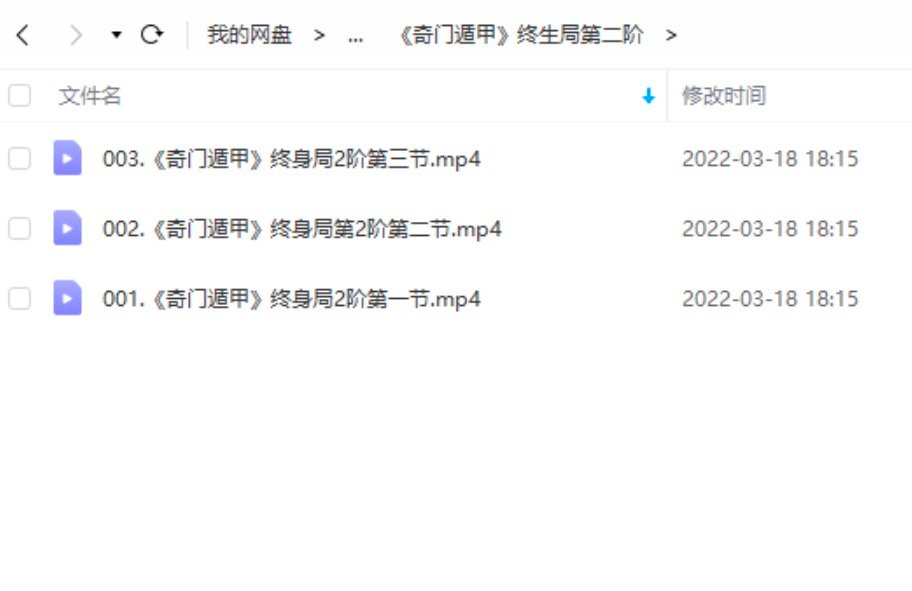 我的网盘 > ... 《奇门遁甲》终生局第二阶 >
文件名 修改时间
003.《奇门遁甲》终身局2阶第三节.mp4 2022-03-18 18:15
002.《奇门遁甲》终身局第2阶第二节.mp4 2022-03-18 18:15
001.《奇门遁甲》终身局2阶第一节.mp4 2022-03-18 18:15